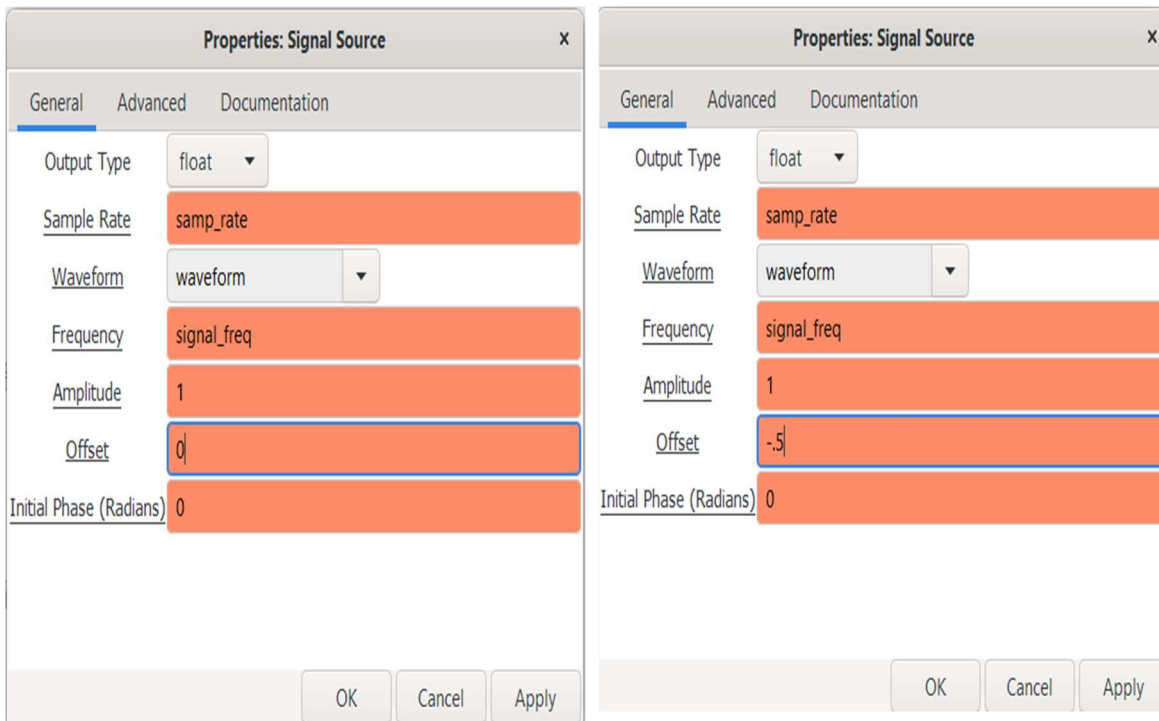 Properties: Signal Source x
General Advanced Documentation
Output Type float
Sample Rate samp_rate
Waveform waveform
Frequency signal_freq
Amplitude 1
Offset 0
Initial Phase (Radians) 0
OK Cancel Apply
Properties: Signal Source x
General Advanced Documentation
Output Type float
Sample Rate samp_rate
Waveform waveform
Frequency signal_freq
Amplitude 1
Offset -.5
Initial Phase (Radians) 0
OK Cancel Apply